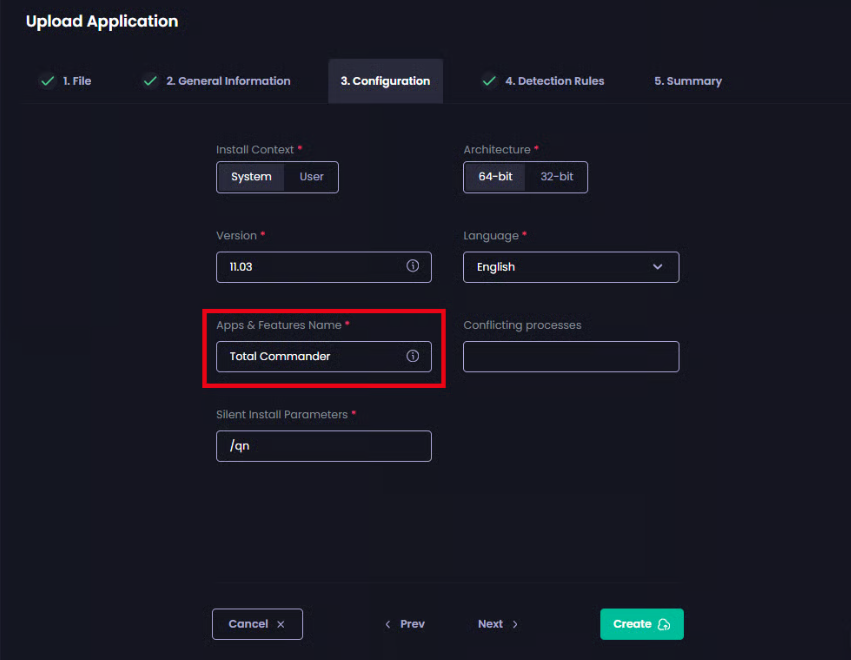 Upload Application
1. File
2. General Information
3. Configuration
4. Detection Rules
5. Summary
Install Context *
Architecture *
System
User
64-bit
32-bit
Version *
Language *
11.03
English
Apps & Features Name *
Conflicting processes
Total Commander
Silent Install Parameters *
/qn
Cancel ×
Prev
Next
Create